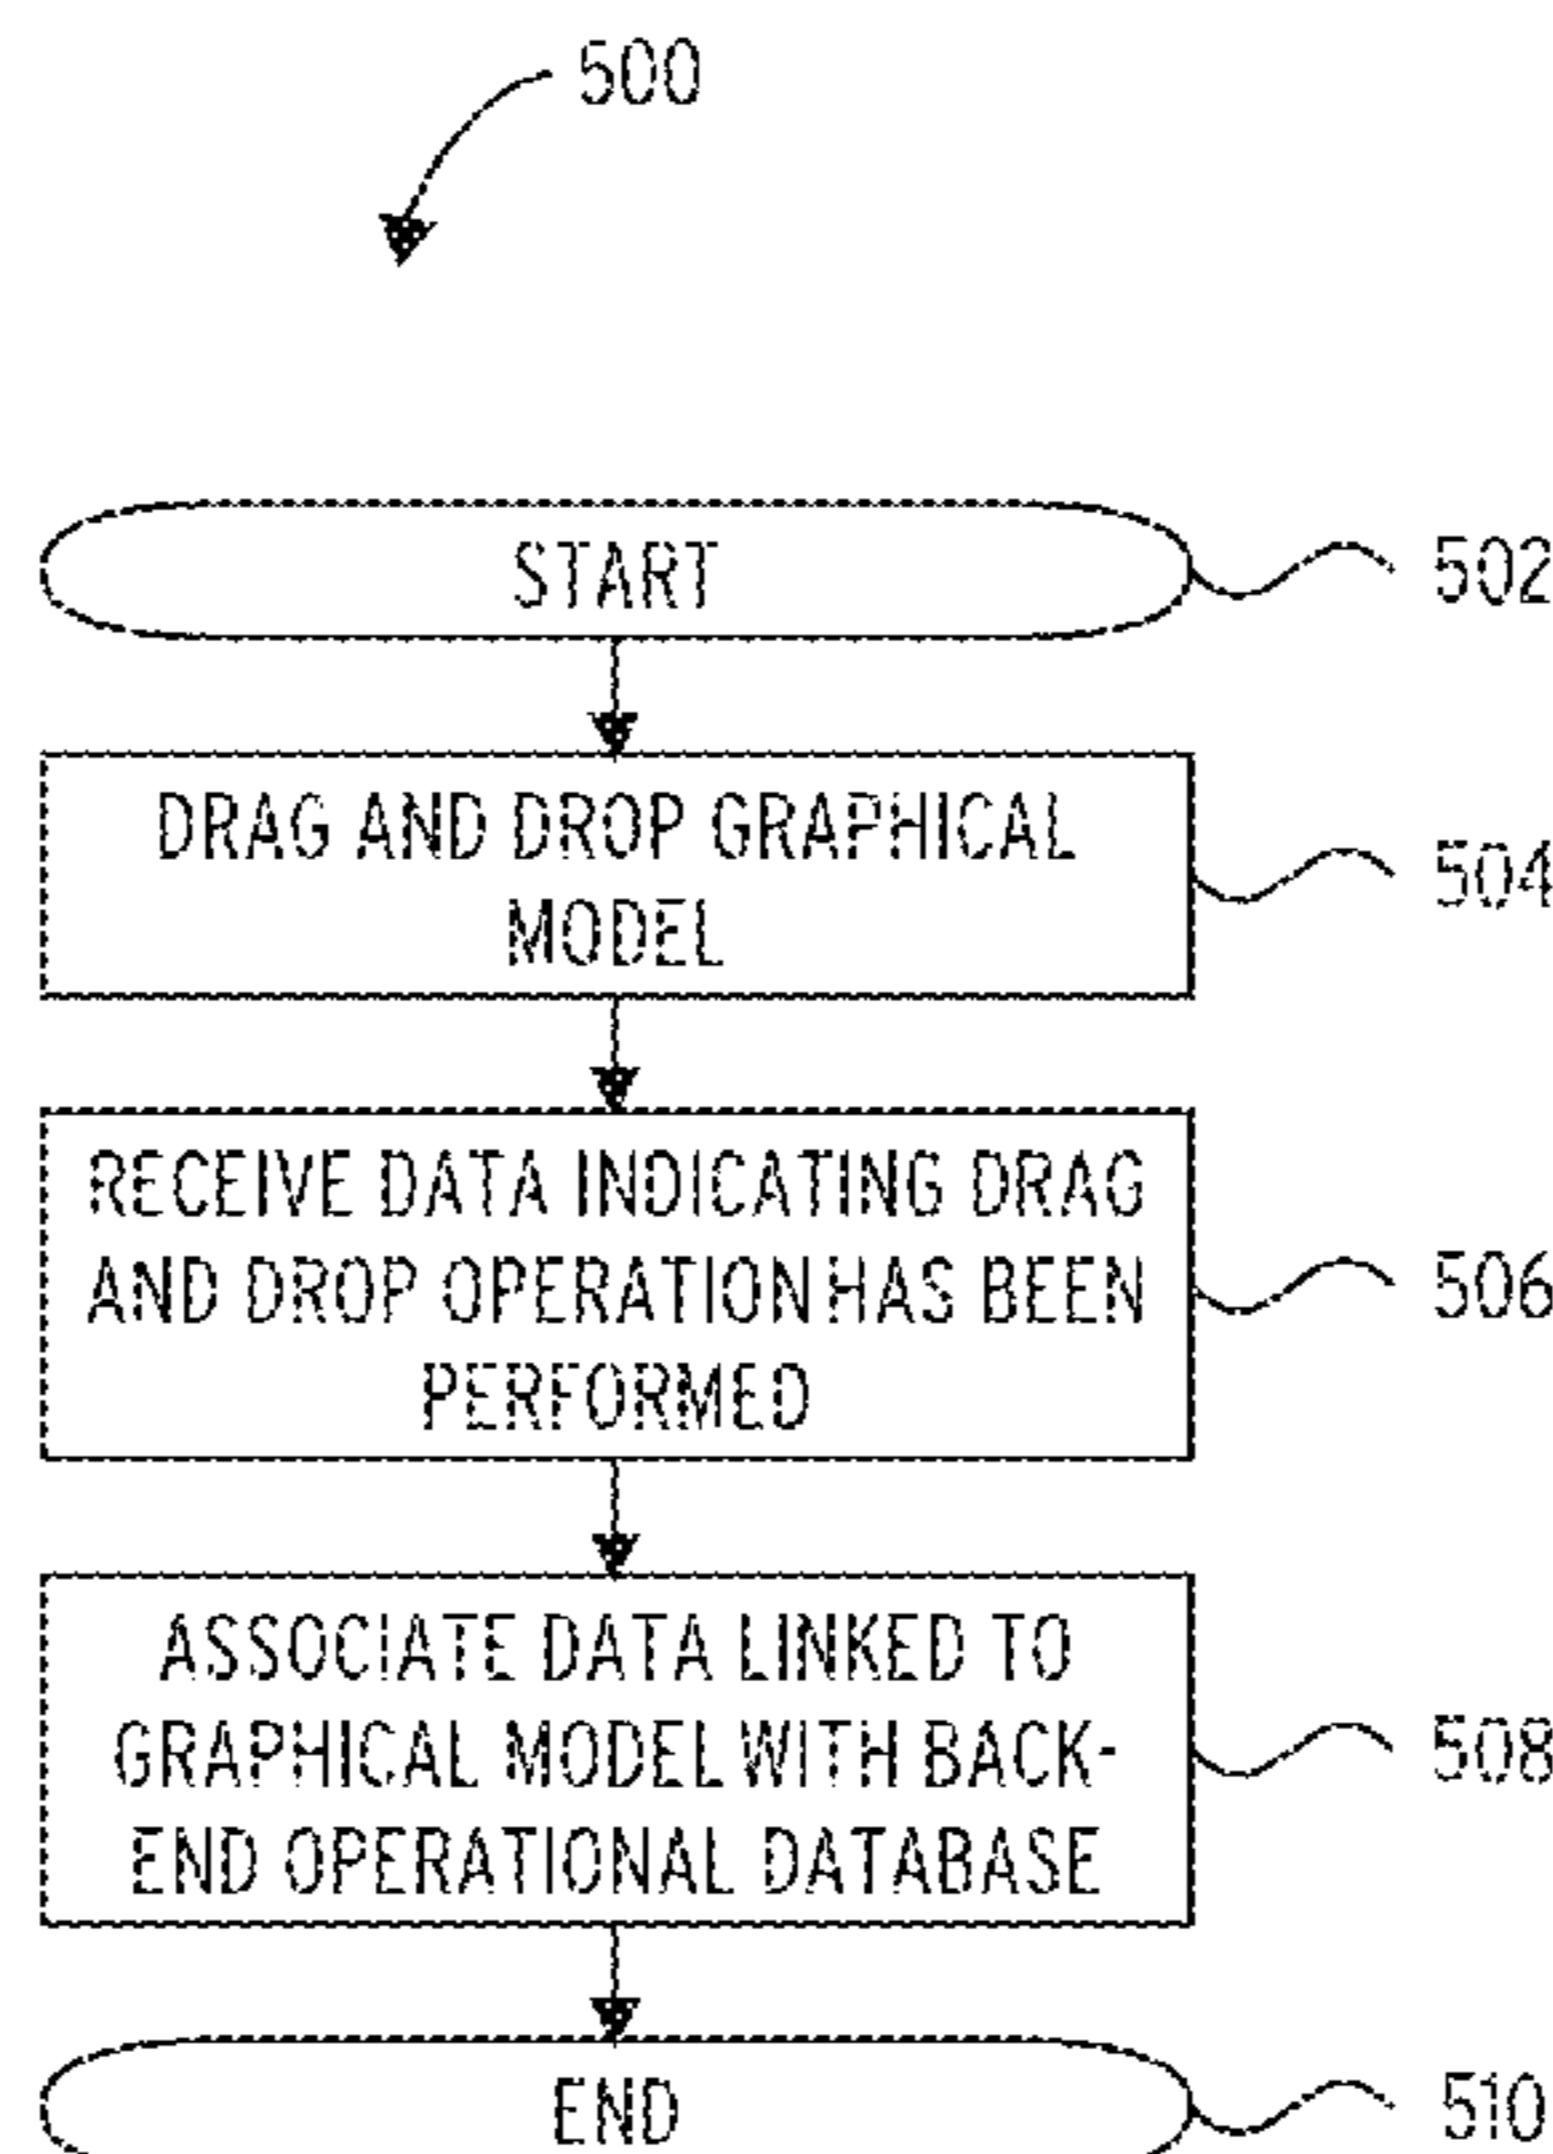 500
START
502
DRAG AND DROP GRAPHICAL
MODEL
504
RECEIVE DATA INDICATING DRAG
AND DROP OPERATION HAS BEEN
PERFORMED
506
ASSOCIATE DATA LINKED TO
GRAPHICAL MODEL WITH BACK-
END OPERATIONAL DATABASE
508
END
510